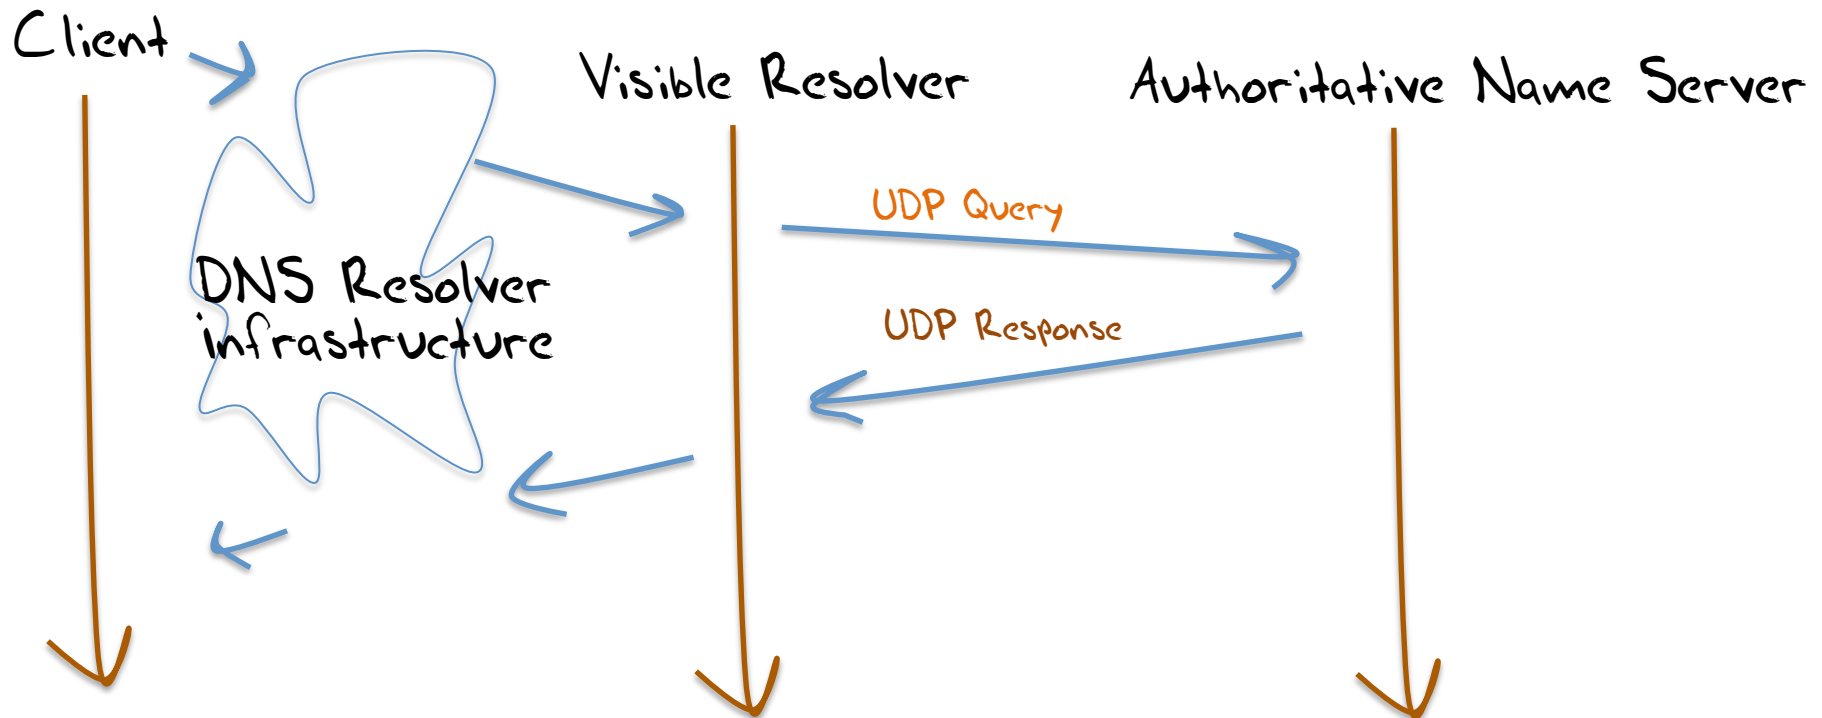 Client
Visible Resolver
Authoritative Name Server
UDP Query
DNS Resolver
infrastructure
UDP Response